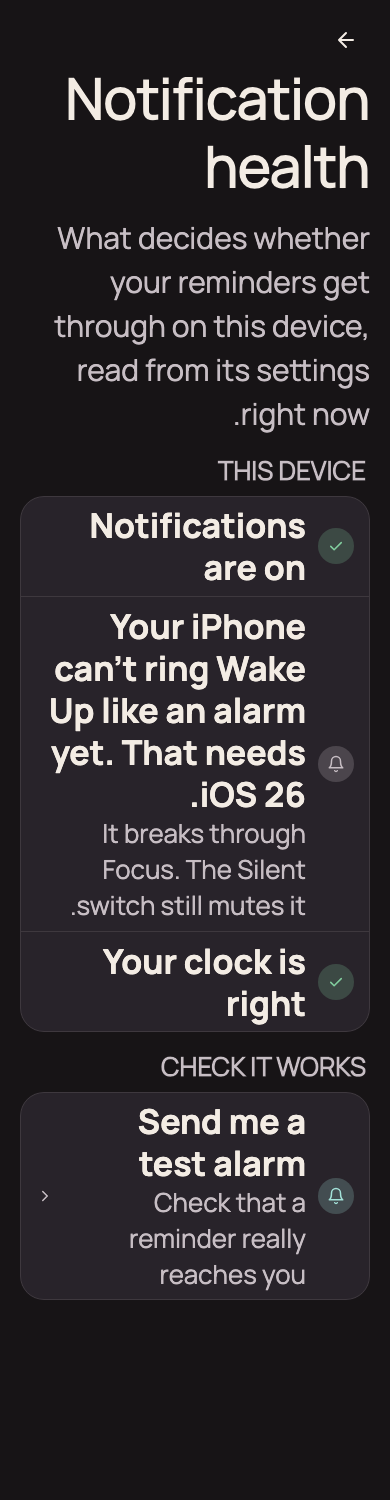 Notification
health
What decides whether
your reminders get
through on this device,
read from its settings
.right now
THIS DEVICE
Notifications
are on
Your iPhone
can’t ring Wake
Up like an alarm
yet. That needs
.iOS 26
It breaks through
Focus. The Silent
.switch still mutes it
Your clock is
right
CHECK IT WORKS
Send me a
test alarm
Check that a
reminder really
reaches you